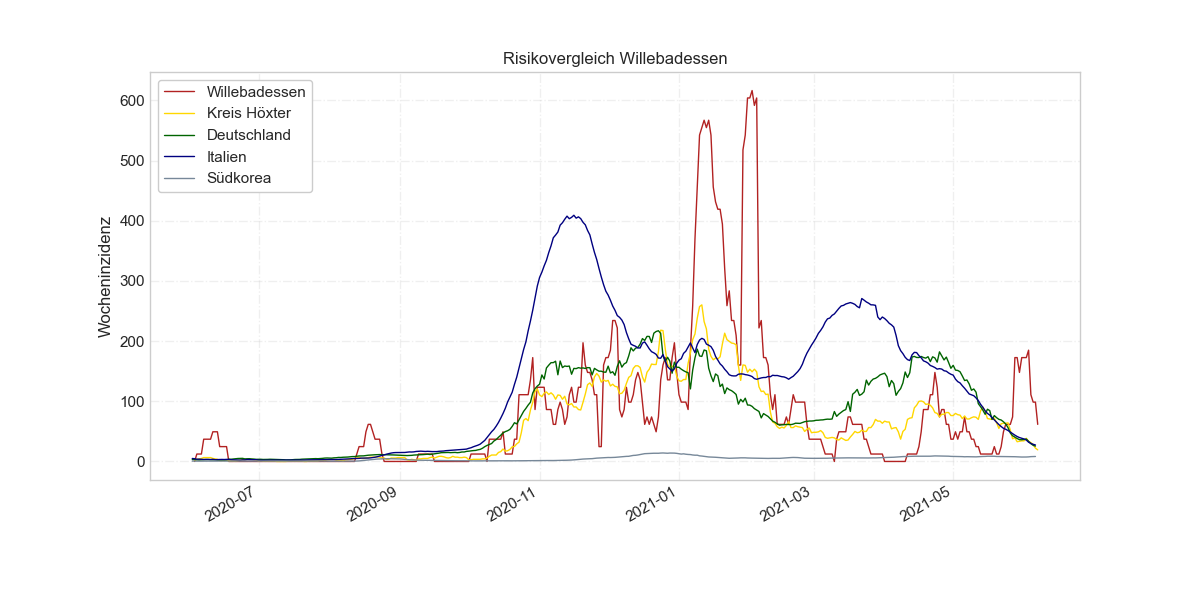 Risikovergleich Willebadessen
Willebadessen
Kreis Höxter
Deutschland
Italien
Südkorea
Wocheninzidenz
600
500
400
300
200
100
0
2020-07
2020-09
2020-11
2021-01
2021-03
2021-05